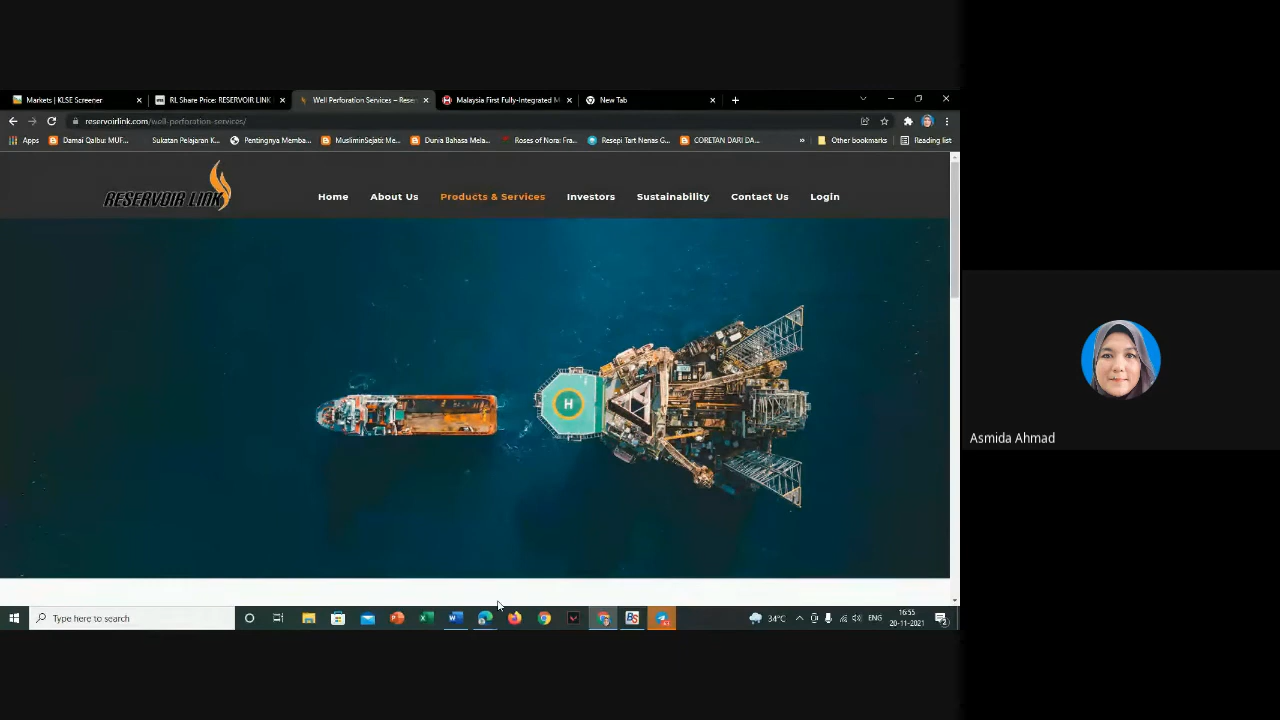 Markets | KLSE Screener
RL Share Price: RESERVOIR LINK
Well Perforation Services – Rese
Malaysia First Fully-Integrated M
New Tab
reservoirlink.com/well-perforation-services/
Apps
Damai Qalbu: MUF...
Sukatan Pelajaran K...
Pentingnya Memba...
MusliminSejati: Me...
Dunia Bahasa Mela...
Roses of Nora: Fra...
Resepi Tart Nenas G...
CORETAN DARI DA...
»
Other bookmarks
Reading list
RESERVOIR LINK
Home
About Us
Products & Services
Investors
Sustainability
Contact Us
Login
H
Asmida Ahmad
Type here to search
34°C
ENG
16:55
20-11-2021
2